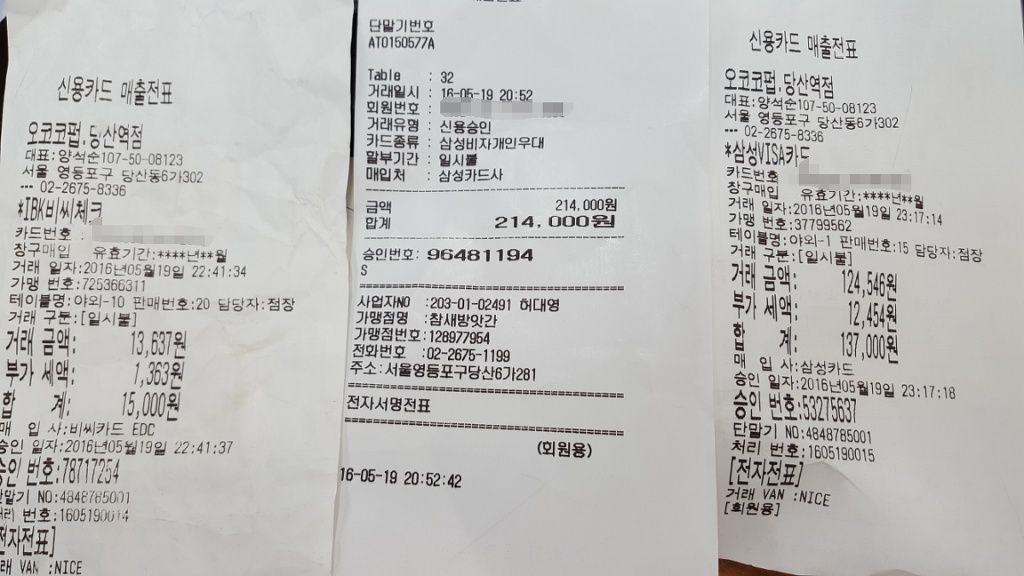 신용카드 매출전표
오코코펍.당산역점
대표:양석순107-50-08123
서울 영등포구 당산동6가302
--- 02-2675-8336
*IBK비씨체크
카드번호 :
창구매입 유효기간:****년**월
거래 일자:2016년05월19일 22:41:34
가맹 번호:725366311
테이블명:야외-10 판매번호:20 담당자:점장
거래 구분:[일시불]
거래 금액: 13,637원
부가 세액: 1,363원
합 계: 15,000원
매 입 사:비씨카드 EDC
승인 일자:2016년05월19일 22:41:37
승인 번호:78717254
단말기 NO:4848785001
처리 번호:1605190014
[전자전표]
거래 VAN :NICE
단말기번호
AT0150577A
Table : 32
거래일시 : 16-05-19 20:52
회원번호 :
거래유형 : 신용승인
카드종류 : 삼성비자개인우대
할부기간 : 일시불
매입처 : 삼성카드사
금액 214,000원
합계 214,000원
승인번호: 96481194
S
사업자NO :203-01-02491 허대영
가맹점명 :참새방앗간
가맹점번호:128977954
전화번호 :02-2675-1199
주소:서울영등포구당산6가281
전자서명전표
(회원용)
16-05-19 20:52:42
신용카드 매출전표
오코코펍.당산역점
대표:양석순107-50-08123
서울 영등포구 당산동6가302
--- 02-2675-8336
*삼성VISA카드
카드번호 :
창구매입 유효기간:****년**월
거래 일자:2016년05월19일 23:17:14
가맹 번호:37799562
테이블명:야외-1 판매번호:15 담당자:점장
거래 구분:[일시불]
거래 금액: 124,546원
부가 세액: 12,454원
합 계: 137,000원
매 입 사:삼성카드
승인 일자:2016년05월19일 23:17:18
승인 번호:53275637
단말기 NO:4848785001
처리 번호:1605190015
[전자전표]
거래 VAN :NICE
[회원용]